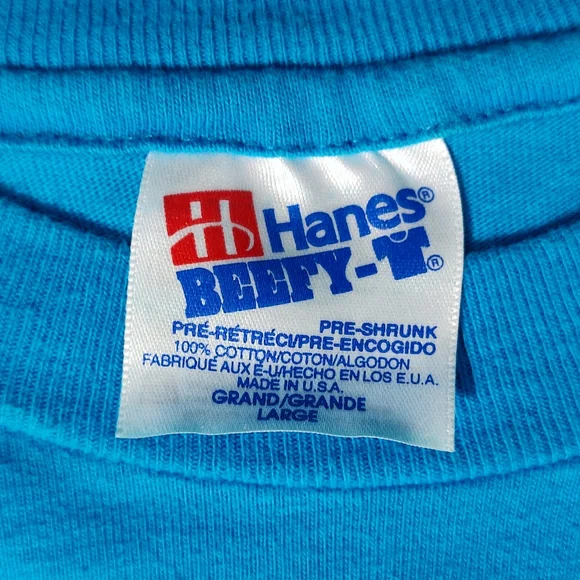 Hanes®
BEEFY-T®
PRE-SHRUNK
PRÉ-RÉTRÉCI/PRE-ENCOGIDO
100% COTTON/COTON/ALGODON
FABRIQUÉ AUX É-U/HECHO EN LOS E.U.A.
MADE IN U.S.A.
GRAND/GRANDE
LARGE